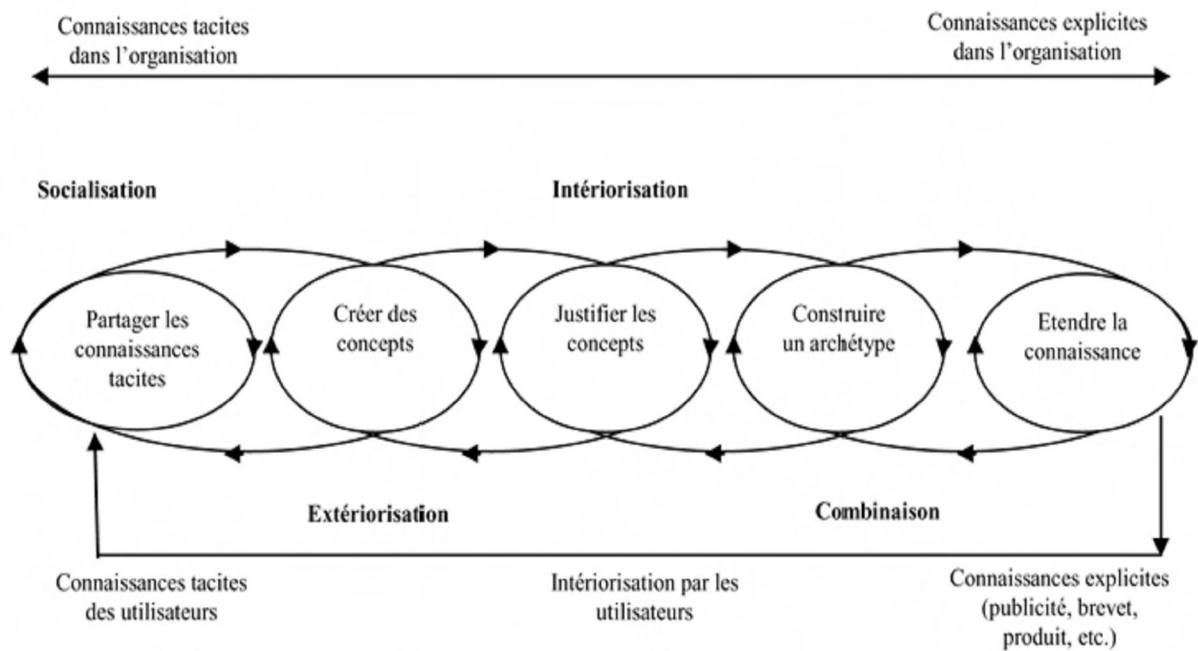 Connaissances tacites
dans l'organisation
Connaissances explicites
dans l'organisation
Socialisation
Intériorisation
Partager les
connaissances
tacites
Créer des
concepts
Justifier les
concepts
Construire
un archétype
Etendre la
connaissance
Extériorisation
Combinaison
Connaissances tacites
des utilisateurs
Intériorisation par les
utilisateurs
Connaissances explicites
(publicité, brevet,
produit, etc.)